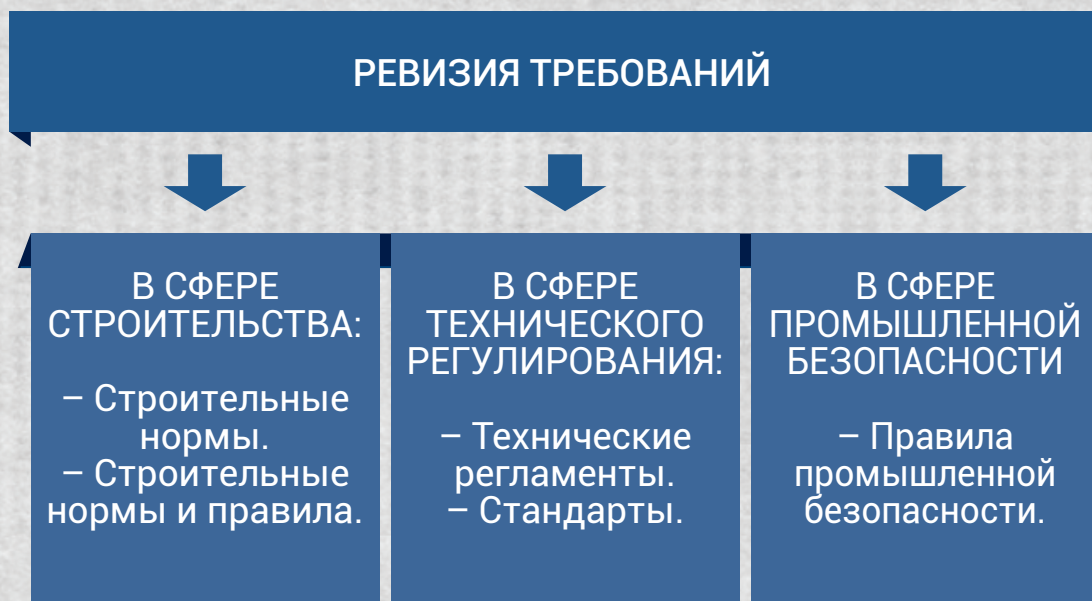 РЕВИЗИЯ ТРЕБОВАНИЙ
В СФЕРЕ
СТРОИТЕЛЬСТВА:
– Строительные
нормы.
– Строительные
нормы и правила.
В СФЕРЕ
ТЕХНИЧЕСКОГО
РЕГУЛИРОВАНИЯ:
– Технические
регламенты.
– Стандарты.
В СФЕРЕ
ПРОМЫШЛЕННОЙ
БЕЗОПАСНОСТИ
– Правила
промышленной
безопасности.